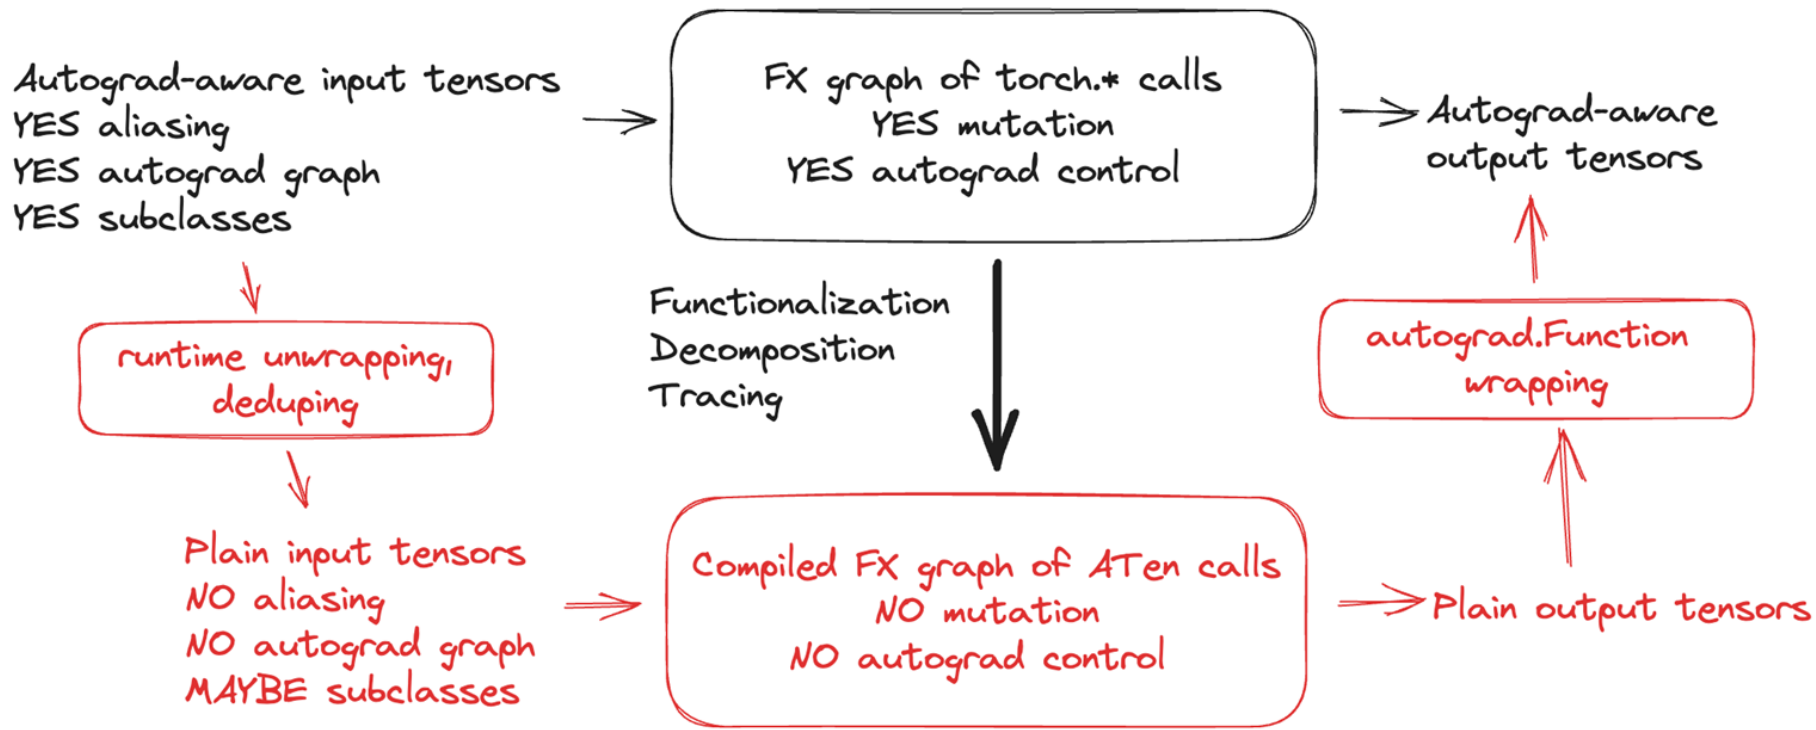 Autograd-aware input tensors
YES aliasing
YES autograd graph
YES subclasses
FX graph of torch.* calls
YES mutation
YES autograd control
Autograd-aware
output tensors
Functionalization
Decomposition
Tracing
runtime unwrapping,
deduping
autograd.Function
wrapping
Plain input tensors
NO aliasing
NO autograd graph
MAYBE subclasses
Compiled FX graph of ATen calls
NO mutation
NO autograd control
Plain output tensors